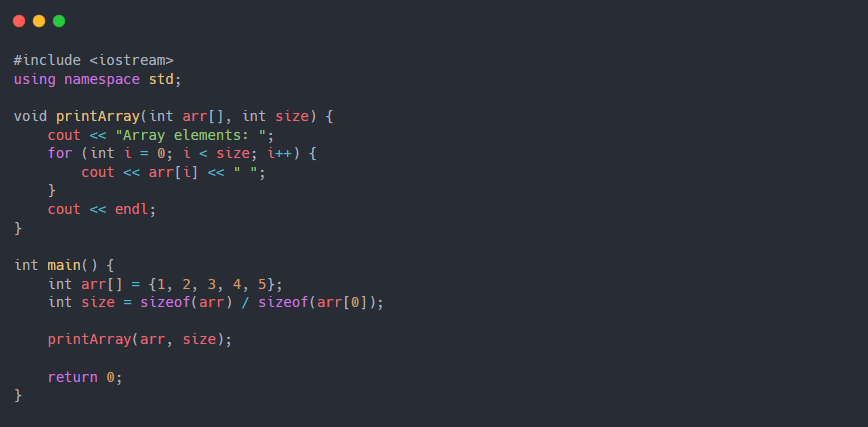 #include <iostream>
using namespace std;

void printArray(int arr[], int size) {
    cout << "Array elements: ";
    for (int i = 0; i < size; i++) {
        cout << arr[i] << " ";
    }
    cout << endl;
}

int main() {
    int arr[] = {1, 2, 3, 4, 5};
    int size = sizeof(arr) / sizeof(arr[0]);

    printArray(arr, size);

    return 0;
}